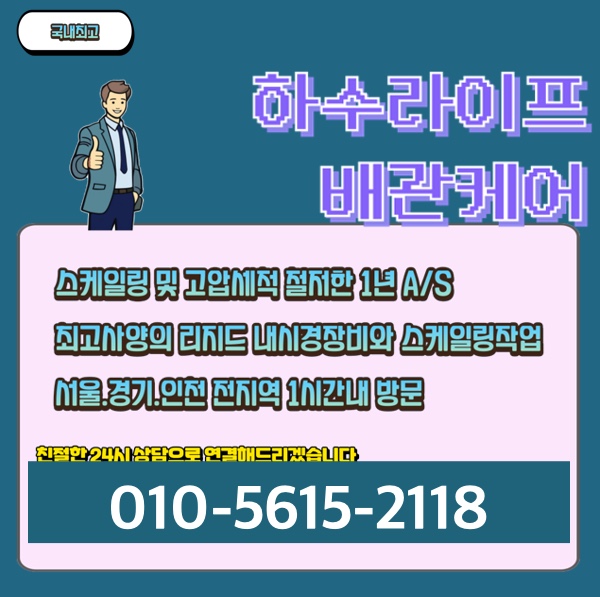 국내최고
하수라이프
배관케어
스케일링 및 고압세척 철저한 1년 A/S
최고사양의 리지드 내시경장비와 스케일링작업
서울.경기.인천 전지역 1시간내 방문
친절한 24시 상담으로 연결해드리겠습니다
010-5615-2118